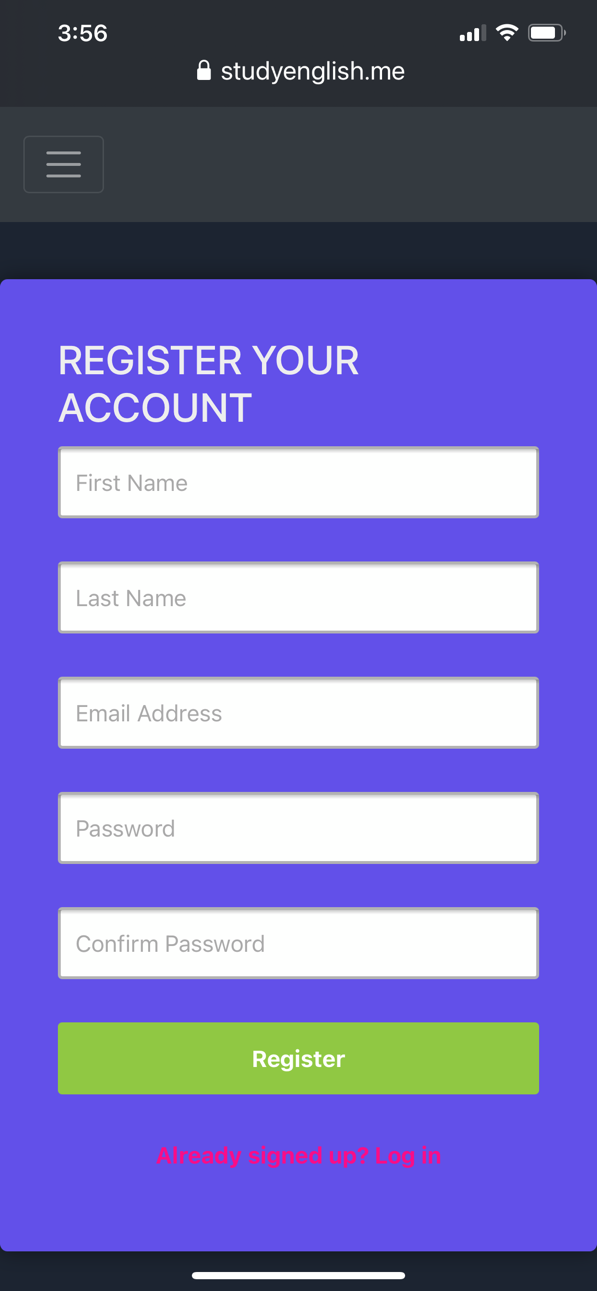 3:56
studyenglish.me
REGISTER YOUR
ACCOUNT
First Name
Last Name
Email Address
Password
Confirm Password
Register
Already signed up? Log in